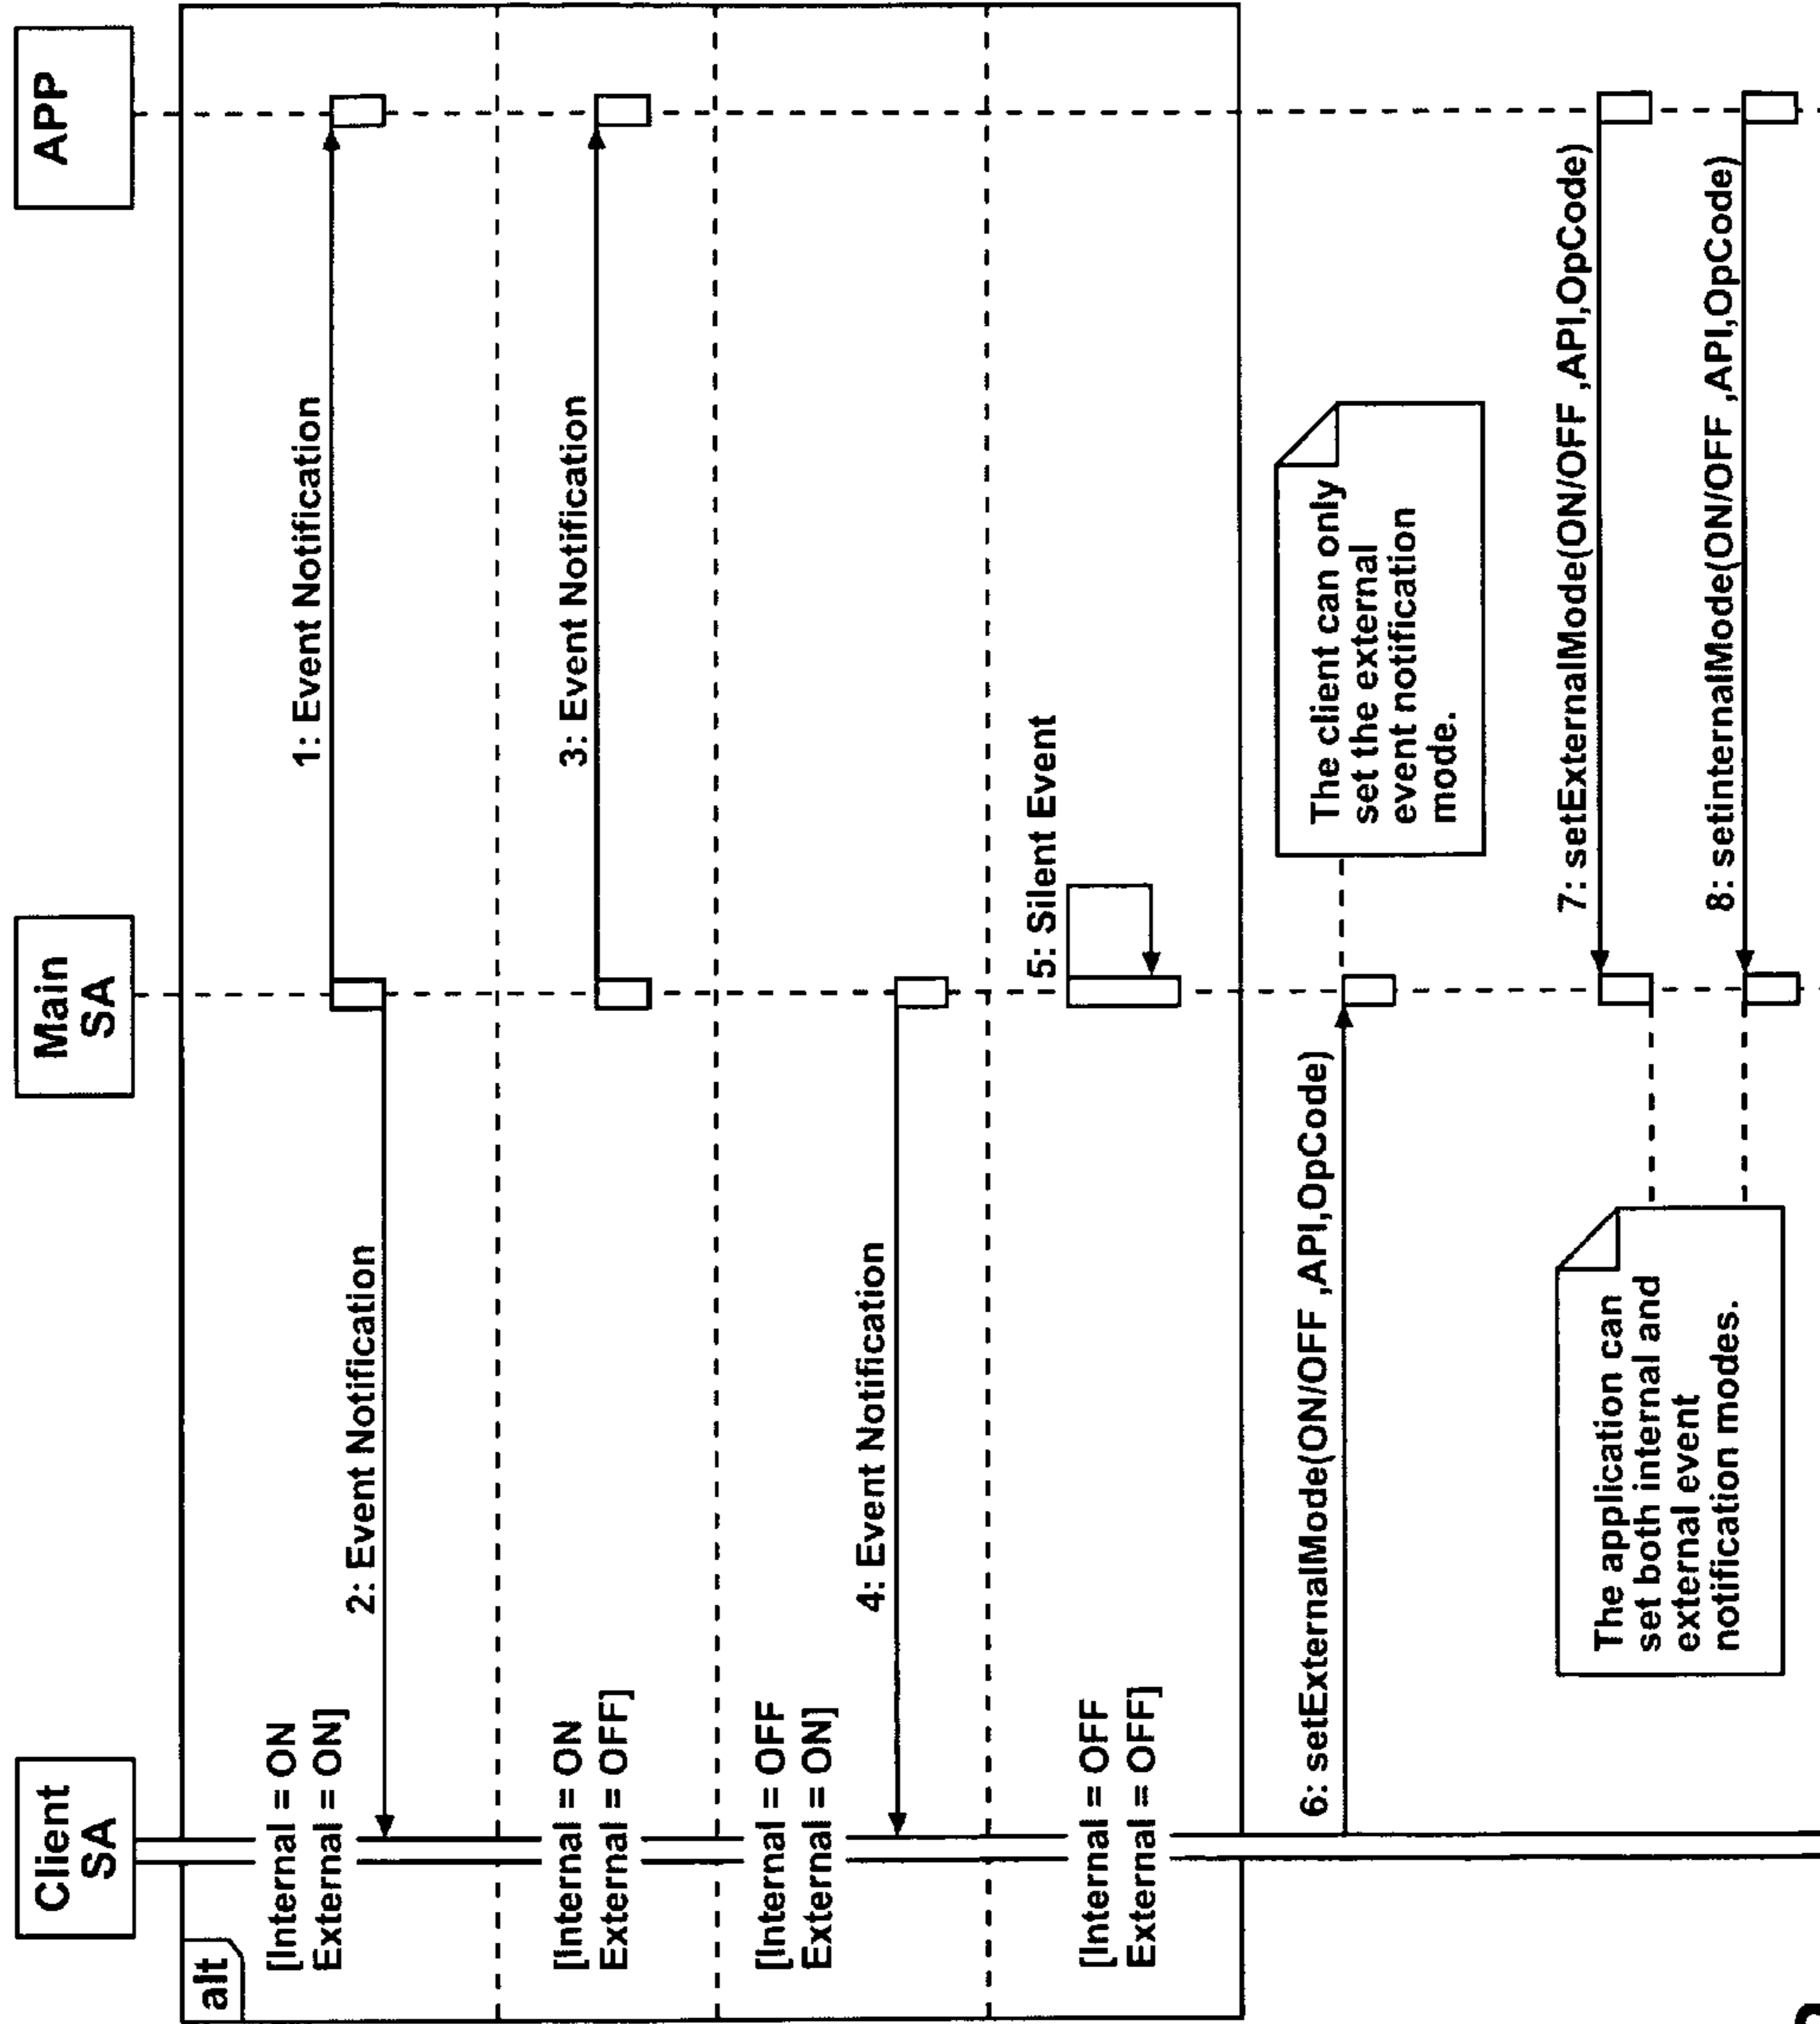 Client
SA
Main
SA
APP
alt
[Internal = ON
External = ON]
1: Event Notification
2: Event Notification
[Internal = ON
External = OFF]
3: Event Notification
[Internal = OFF
External = ON]
4: Event Notification
[Internal = OFF
External = OFF]
5: Silent Event
6: setExternalMode(ON/OFF ,API,OpCode)
The client can only
set the external
event notification
mode.
7: setExternalMode(ON/OFF ,API,OpCode)
The application can
set both internal and
external event
notification modes.
8: setinternalMode(ON/OFF ,API,OpCode)